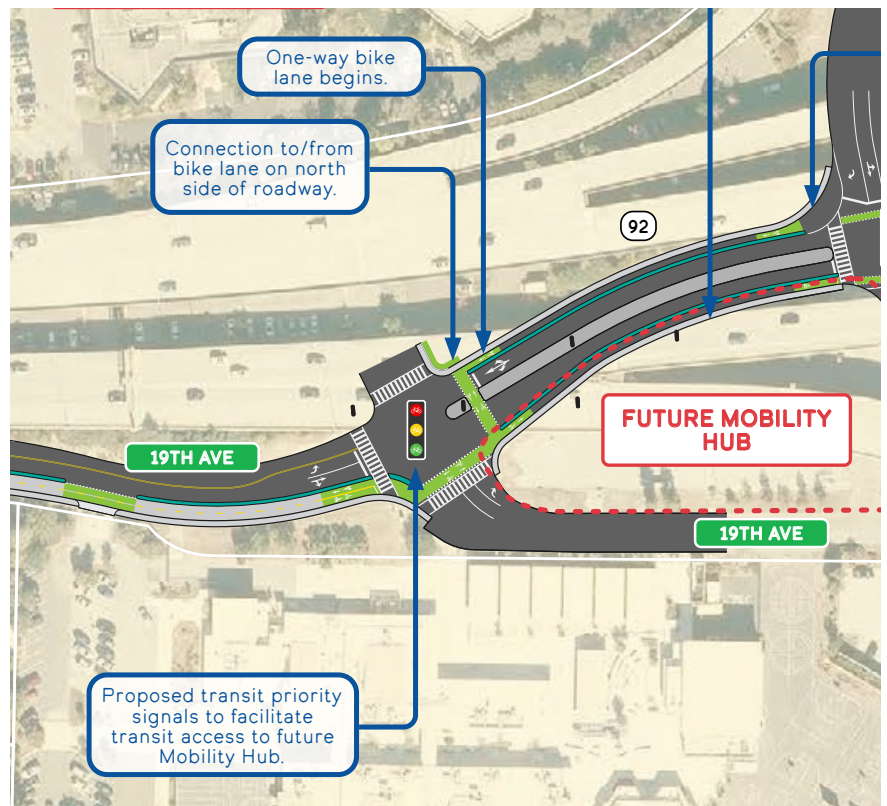 One-way bike
lane begins.
Connection to/from
bike lane on north
side of roadway.
92
FUTURE MOBILITY
HUB
19TH AVE
19TH AVE
Proposed transit priority
signals to facilitate
transit access to future
Mobility Hub.